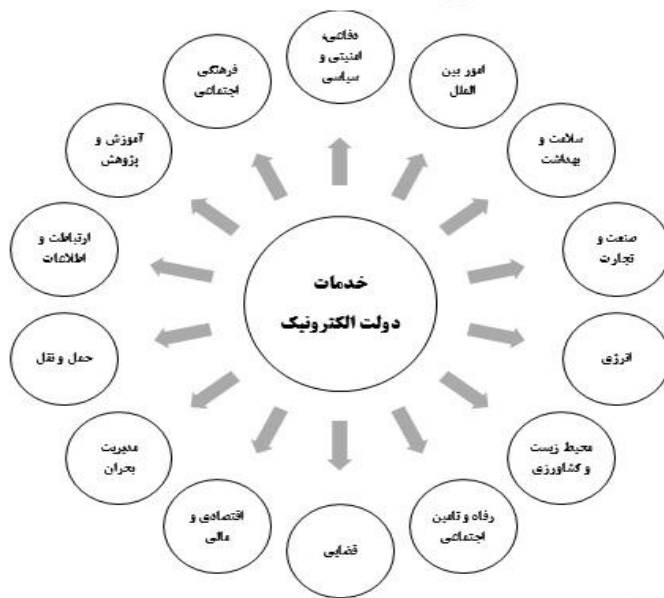 خدمات
دولت الکترونیک
دفاعی،
امنیتی و
سیاسی
امور بین
الملل
سلامت و
بهداشت
صنعت و
تجارت
انرژی
محیط زیست
و کشاورزی
رفاه و تامین
اجتماعی
قضایی
اقتصادی و
مالی
مدیریت
بحران
حمل و نقل
ارتباطات و
اطلاعات
آموزش و
پژوهش
فرهنگی
اجتماعی